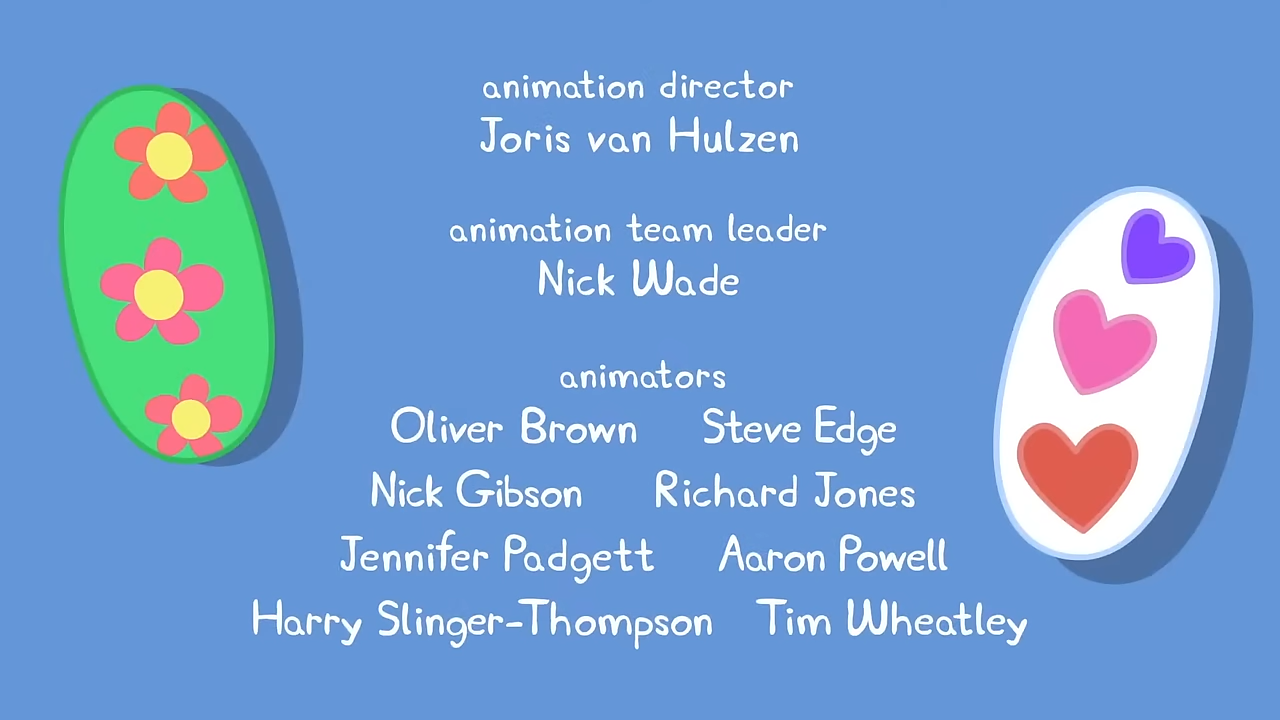 animation director
Joris van Hulzen
animation team leader
Nick Wade
animators
Oliver Brown Steve Edge
Nick Gibson Richard Jones
Jennifer Padgett Aaron Powell
Harry Slinger-Thompson Tim Wheatley